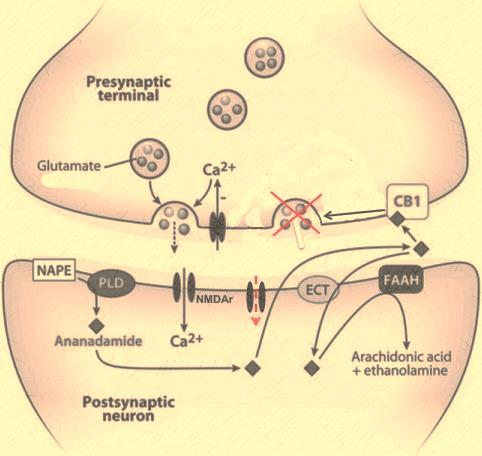 Presynaptic
terminal
Glutamate
Ca2+
-
CB1
NAPE
PLD
NMDAr
ECT
FAAH
Ananadamide
Ca2+
Arachidonic acid
+ ethanolamine
Postsynaptic
neuron